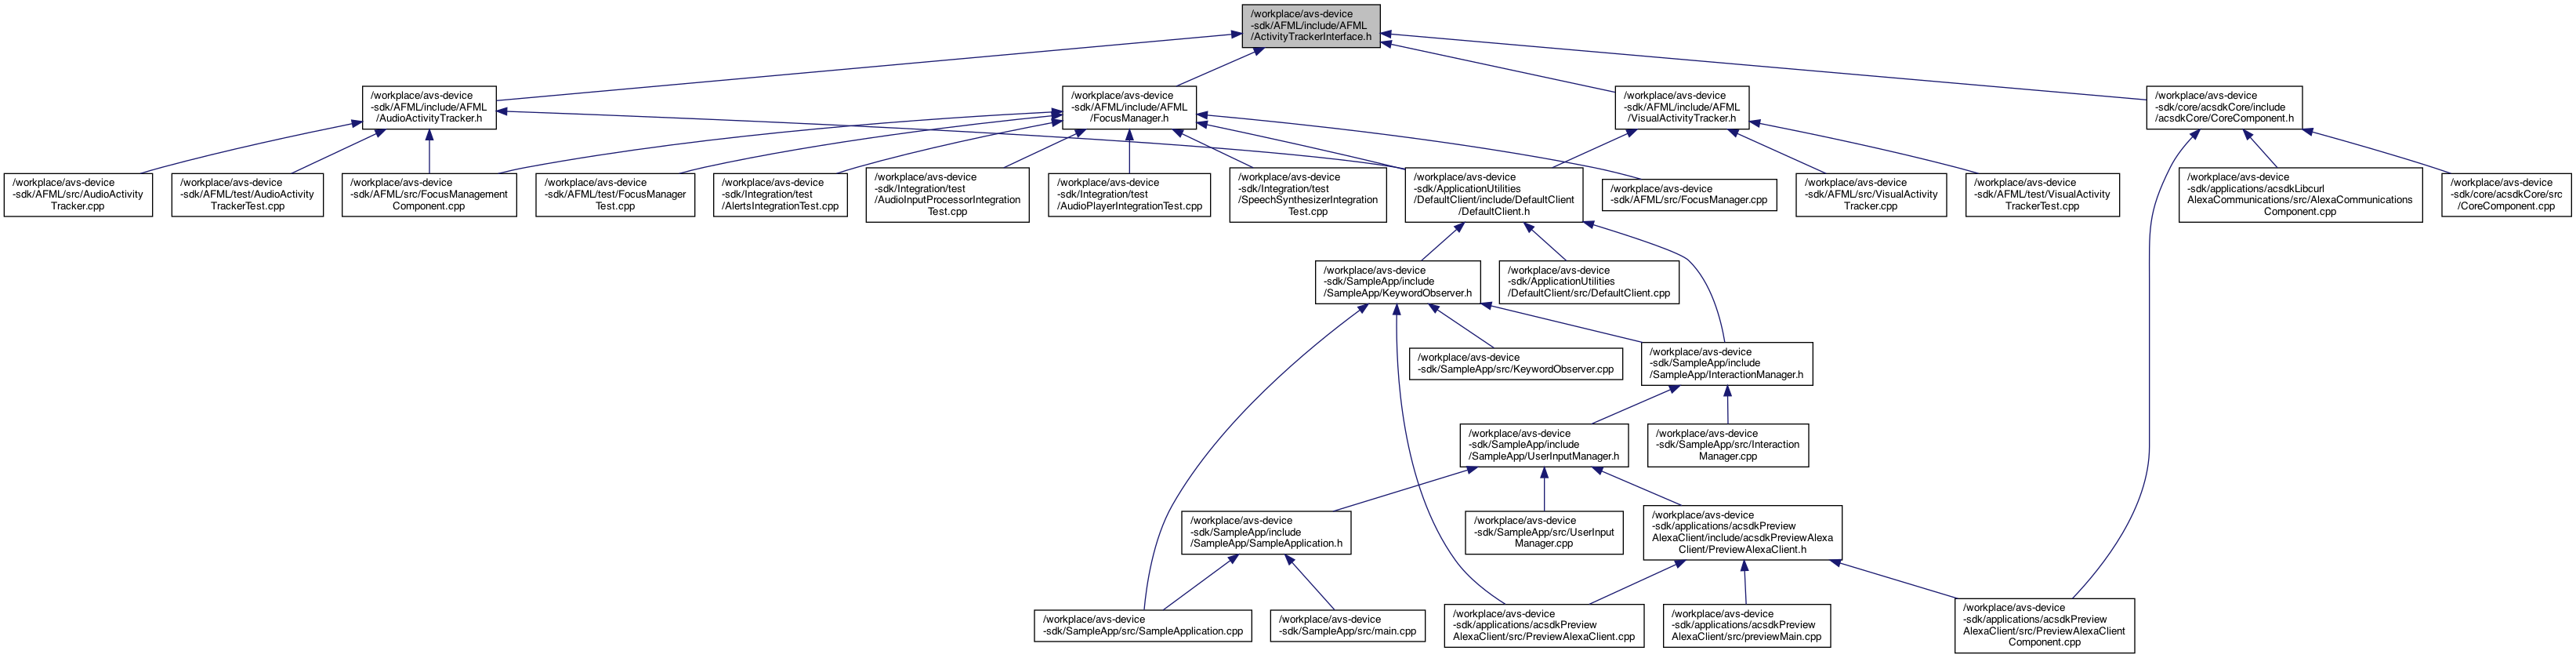 /workplace/avs-device
-sdk/AFML/include/AFML
/ActivityTrackerInterface.h
/workplace/avs-device
-sdk/AFML/include/AFML
/AudioActivityTracker.h
/workplace/avs-device
-sdk/AFML/include/AFML
/FocusManager.h
/workplace/avs-device
-sdk/AFML/include/AFML
/VisualActivityTracker.h
/workplace/avs-device
-sdk/core/acsdkCore/include
/acsdkCore/CoreComponent.h
/workplace/avs-device
-sdk/AFML/src/AudioActivity
Tracker.cpp
/workplace/avs-device
-sdk/AFML/test/AudioActivity
TrackerTest.cpp
/workplace/avs-device
-sdk/AFML/src/FocusManagement
Component.cpp
/workplace/avs-device
-sdk/AFML/test/FocusManager
Test.cpp
/workplace/avs-device
-sdk/Integration/test
/AlertsIntegrationTest.cpp
/workplace/avs-device
-sdk/Integration/test
/AudioInputProcessorIntegration
Test.cpp
/workplace/avs-device
-sdk/Integration/test
/AudioPlayerIntegrationTest.cpp
/workplace/avs-device
-sdk/Integration/test
/SpeechSynthesizerIntegration
Test.cpp
/workplace/avs-device
-sdk/ApplicationUtilities
/DefaultClient/include/DefaultClient
/DefaultClient.h
/workplace/avs-device
-sdk/AFML/src/FocusManager.cpp
/workplace/avs-device
-sdk/AFML/src/VisualActivity
Tracker.cpp
/workplace/avs-device
-sdk/AFML/test/VisualActivity
TrackerTest.cpp
/workplace/avs-device
-sdk/applications/acsdkLibcurl
AlexaCommunications/src/AlexaCommunications
Component.cpp
/workplace/avs-device
-sdk/core/acsdkCore/src
/CoreComponent.cpp
/workplace/avs-device
-sdk/SampleApp/include
/SampleApp/KeywordObserver.h
/workplace/avs-device
-sdk/ApplicationUtilities
/DefaultClient/src/DefaultClient.cpp
/workplace/avs-device
-sdk/SampleApp/src/KeywordObserver.cpp
/workplace/avs-device
-sdk/SampleApp/include
/SampleApp/InteractionManager.h
/workplace/avs-device
-sdk/SampleApp/include
/SampleApp/UserInputManager.h
/workplace/avs-device
-sdk/SampleApp/src/Interaction
Manager.cpp
/workplace/avs-device
-sdk/SampleApp/include
/SampleApp/SampleApplication.h
/workplace/avs-device
-sdk/SampleApp/src/UserInput
Manager.cpp
/workplace/avs-device
-sdk/applications/acsdkPreview
AlexaClient/include/acsdkPreviewAlexa
Client/PreviewAlexaClient.h
/workplace/avs-device
-sdk/SampleApp/src/SampleApplication.cpp
/workplace/avs-device
-sdk/SampleApp/src/main.cpp
/workplace/avs-device
-sdk/applications/acsdkPreview
AlexaClient/src/PreviewAlexaClient.cpp
/workplace/avs-device
-sdk/applications/acsdkPreview
AlexaClient/src/previewMain.cpp
/workplace/avs-device
-sdk/applications/acsdkPreview
AlexaClient/src/PreviewAlexaClient
Component.cpp